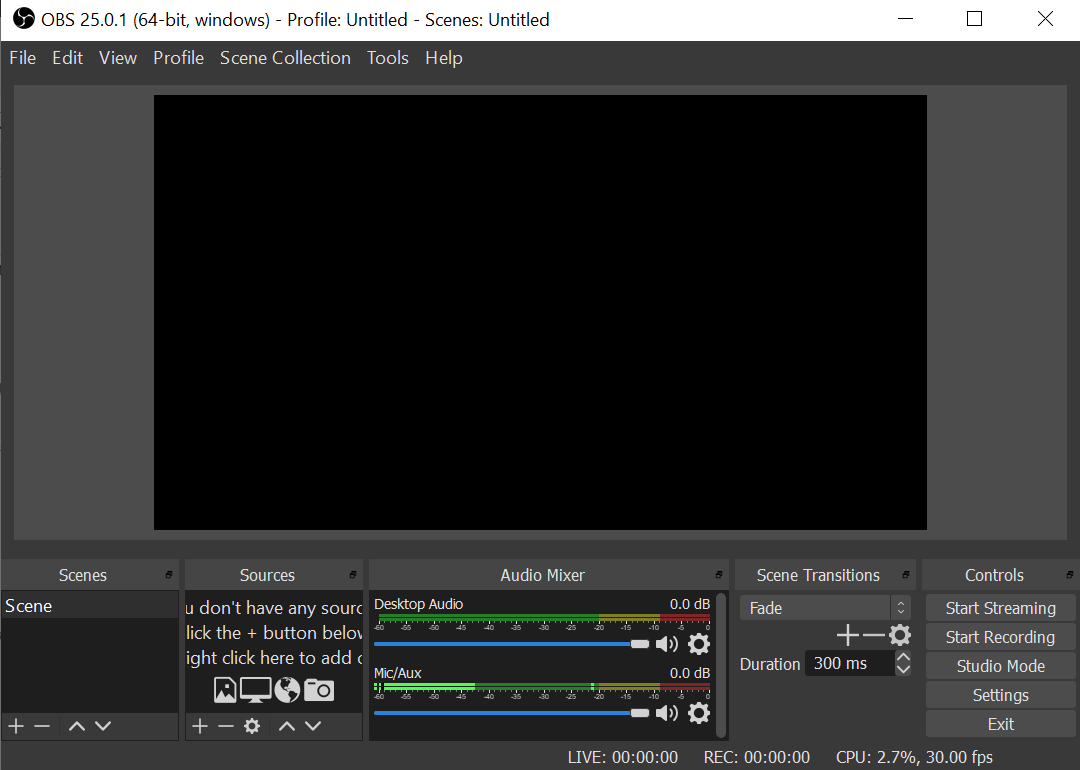 OBS 25.0.1 (64-bit, windows) - Profile: Untitled - Scenes: Untitled
File Edit View Profile Scene Collection Tools Help
Scenes
Scene
Sources
u don't have any sourc
lick the + button below
ight click here to add o
Audio Mixer
Desktop Audio 0.0 dB
-60 -55 -50 -45 -40 -35 -30 -25 -20 -15 -10 -5 0
Mic/Aux 0.0 dB
-60 -55 -50 -45 -40 -35 -30 -25 -20 -15 -10 -5 0
Scene Transitions
Fade
Duration 300 ms
Controls
Start Streaming
Start Recording
Studio Mode
Settings
Exit
LIVE: 00:00:00 REC: 00:00:00 CPU: 2.7%, 30.00 fps